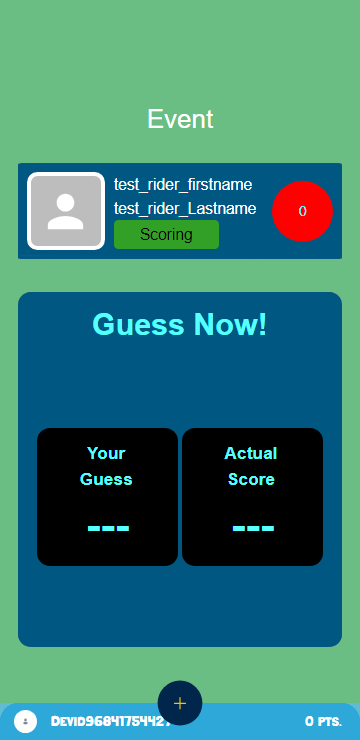 Event
test_rider_firstname
test_rider_Lastname
Scoring
0
Guess Now!
Your
Guess
---
Actual
Score
---
+
0 pts.